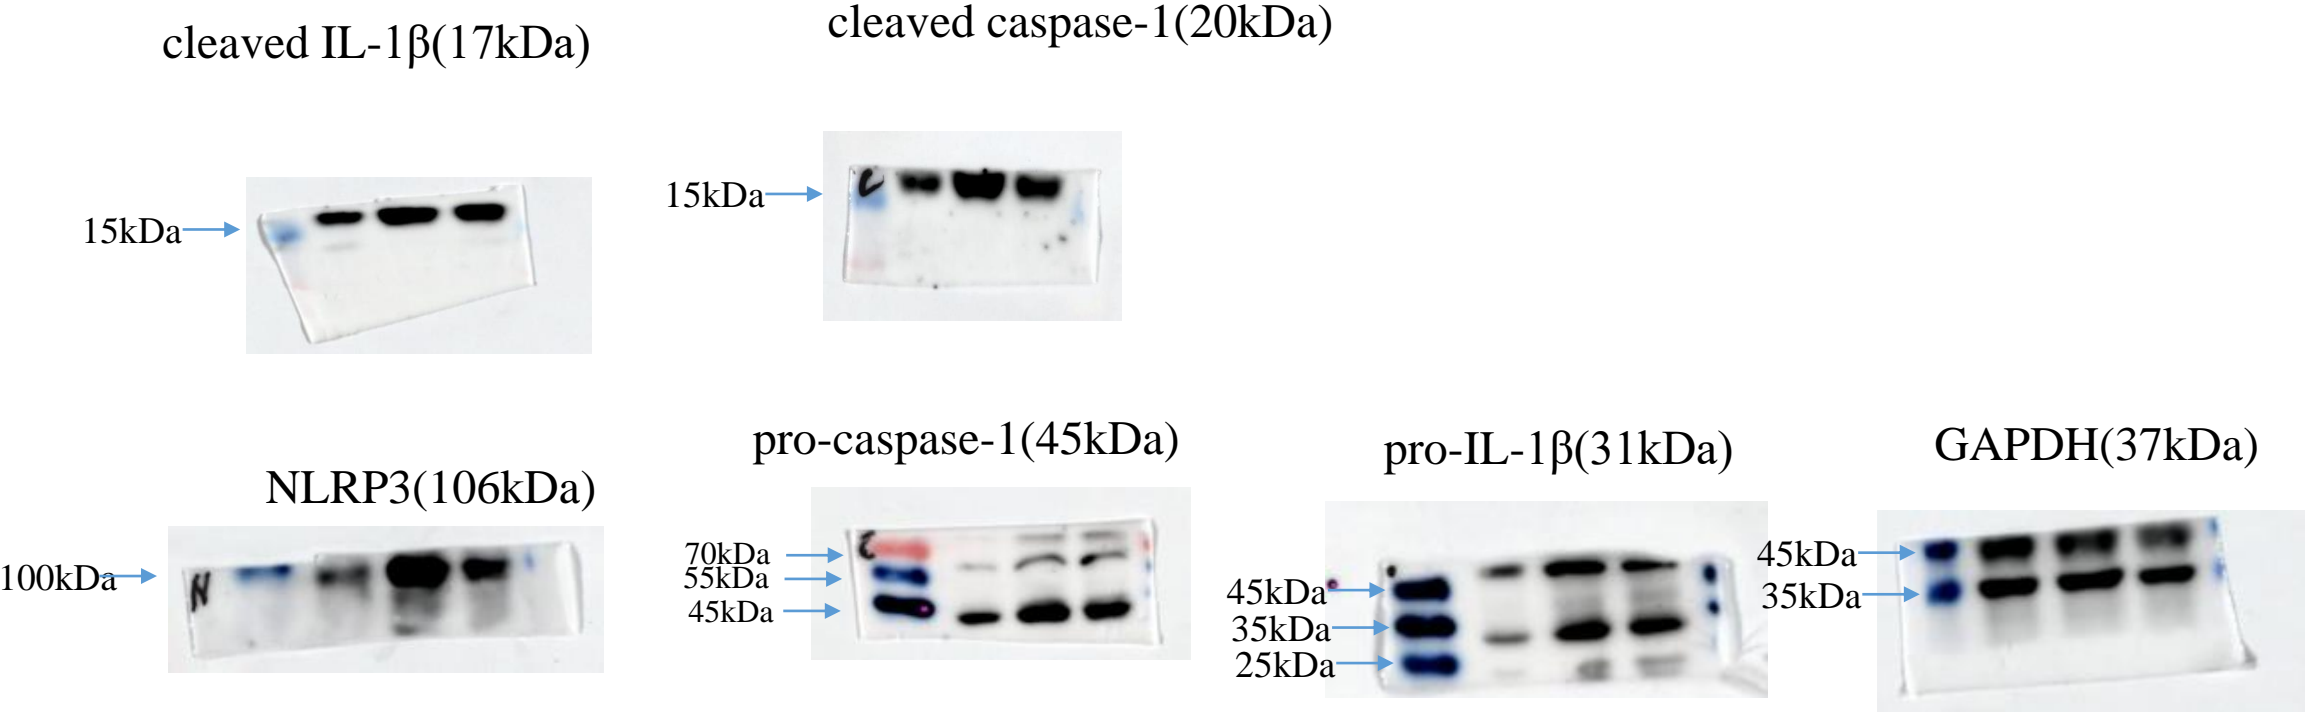 cleaved IL-1β(17kDa)
cleaved caspase-1(20kDa)
15kDa
15kDa
C
NLRP3(106kDa)
pro-caspase-1(45kDa)
pro-IL-1β(31kDa)
GAPDH(37kDa)
100kDa
N
70kDa
55kDa
45kDa
C
45kDa
35kDa
25kDa
45kDa
35kDa